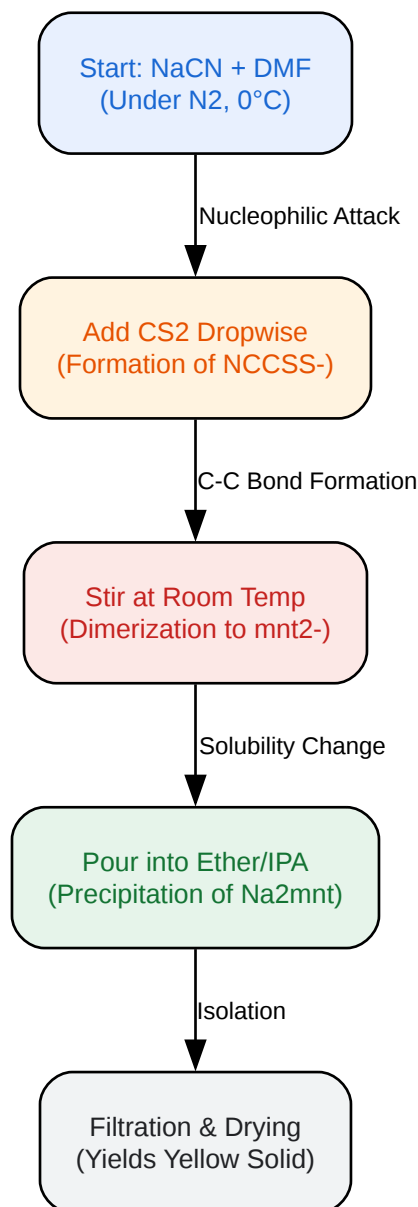 Start: NaCN + DMF
(Under N2, 0°C)
Nucleophilic Attack
Add CS2 Dropwise
(Formation of NCCSS-)
C-C Bond Formation
Stir at Room Temp
(Dimerization to mnt2-)
Solubility Change
Pour into Ether/IPA
(Precipitation of Na2mnt)
Isolation
Filtration & Drying
(Yields Yellow Solid)